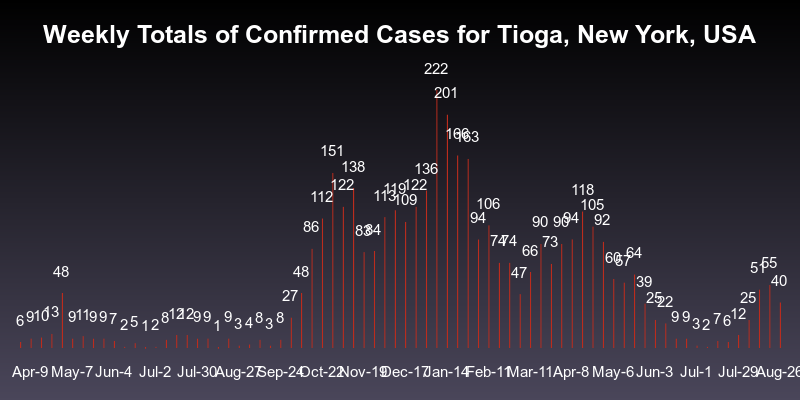 Weekly Totals of Confirmed Cases for Tioga, New York, USA
6 9 10 13 48 9 11 9 9 7 2 5 1 2 8 12 12 9 9 1 9 3 4 8 3 8 27 48 86 112 151 122 138 83 84 113 119 109 122 136 222 201 166 163 94 106 74 74 47 66 90 73 90 94 118 105 92 60 57 64 39 25 22 9 9 3 2 7 6 12 25 51 55 40
Apr-9 May-7 Jun-4 Jul-2 Jul-30 Aug-27 Sep-24 Oct-22 Nov-19 Dec-17 Jan-14 Feb-11 Mar-11 Apr-8 May-6 Jun-3 Jul-1 Jul-29 Aug-26